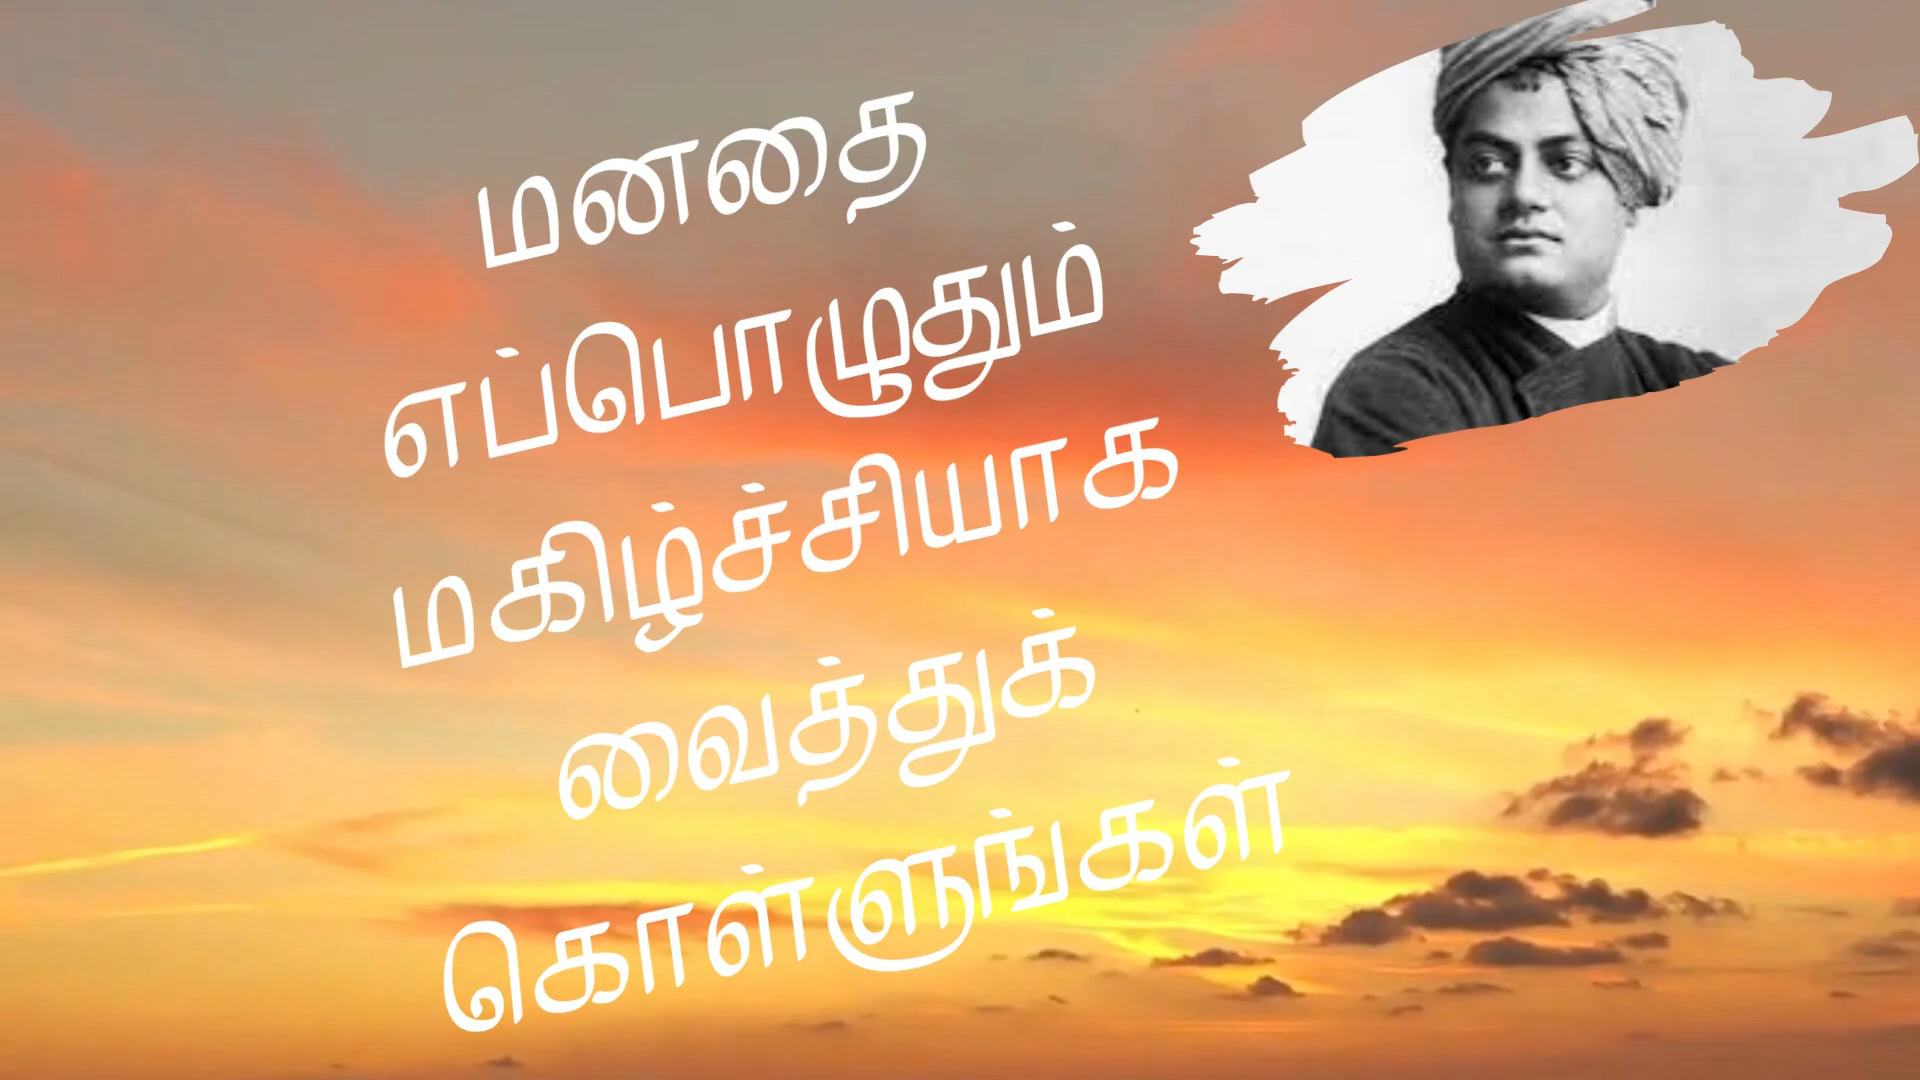 மனதை
எப்பொழுதும்
மகிழ்ச்சியாக
வைத்துக்
கொள்ளுங்கள்